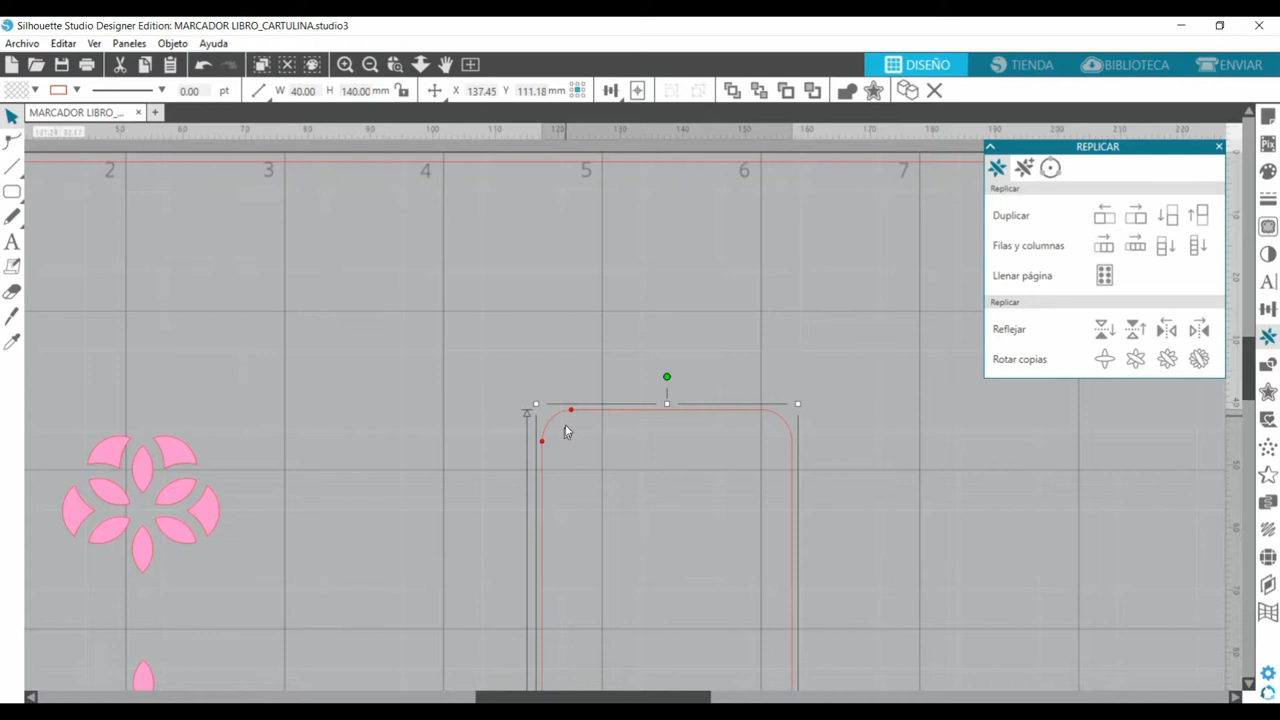 Silhouette Studio Designer Edition: MARCADOR LIBRO_CARTULINA.studio3
Archivo Editar Ver Paneles Objeto Ayuda
DISEÑO TIENDA BIBLIOTECA ENVIAR
0.00 pt W 40.00 H 140.00 mm X 137.45 Y 111.18 mm
MARCADOR LIBRO_...
50 60 70 80 90 100 110 120 130 140 150 160 170 180 190 200 210 220
2 3 4 5 6 7
REPLICAR
Replicar
Duplicar
Filas y columnas
Llenar página
Replicar
Reflejar
Rotar copias
Pix
A